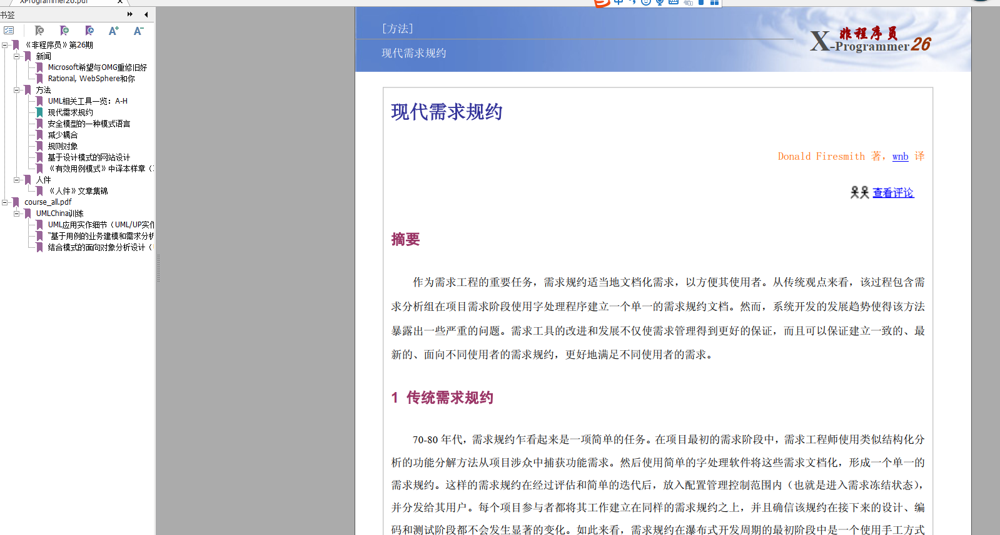 XProgrammer26.pdf
书签
《非程序员》第26期
新闻
Microsoft希望与OMG重修旧好
Rational, WebSphere和你
方法
UML相关工具一览：A-H
现代需求规约
安全模型的一种模式语言
减少耦合
规则对象
基于设计模式的网站设计
《有效用例模式》中译本样章（
人件
《人件》文章集锦
course_all.pdf
UMLChina训练
UML应用实作细节（UML/UP实作
“基于用例的业务建模和需求分析
结合模式的面向对象分析设计（
中
[方法]
现代需求规约
非程序员
X-Programmer 26
现代需求规约
Donald Firesmith 著，wnb 译
查看评论
摘要
作为需求工程的重要任务，需求规约适当地文档化需求，以方便其使用者。从传统观点来看，该过程包含需
求分析组在项目需求阶段使用字处理程序建立一个单一的需求规约文档。然而，系统开发的发展趋势使得该方法
暴露出一些严重的问题。需求工具的改进和发展不仅使需求管理得到更好的保证，而且可以保证建立一致的、最
新的、面向不同使用者的需求规约，更好地满足不同使用者的需求。
1 传统需求规约
70-80 年代，需求规约乍看起来是一项简单的任务。在项目最初的需求阶段中，需求工程师使用类似结构化分
析的功能分解方法从项目涉众中捕获功能需求。然后使用简单的字处理软件将这些需求文档化，形成一个单一的
需求规约。这样的需求规约在经过评估和简单的迭代后，放入配置管理控制范围内（也就是进入需求冻结状态），
并分发给其用户。每个项目参与者都将其工作建立在同样的需求规约之上，并且确信该规约在接下来的设计、编
码和测试阶段都不会发生显著的变化。如此来看，需求规约在瀑布式开发周期的最初阶段中是一个使用手工方式